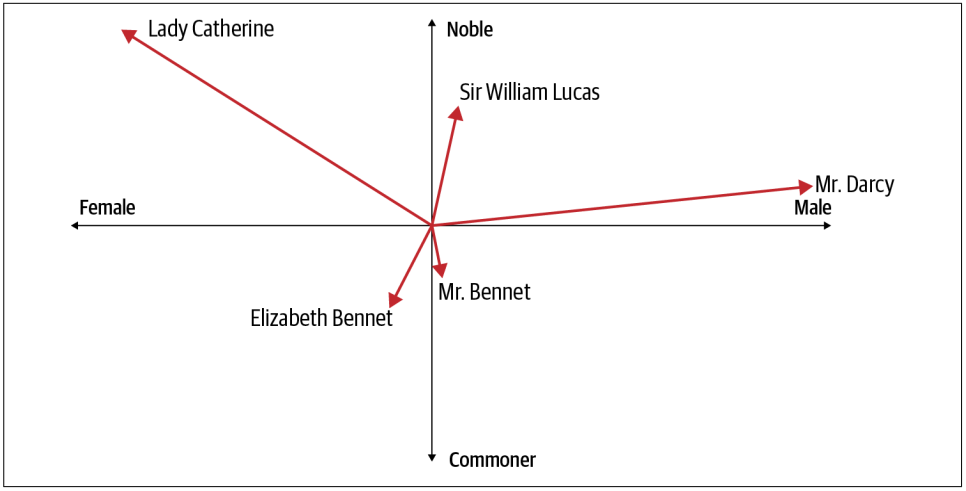 Lady Catherine
Noble
Sir William Lucas
Mr. Darcy
Female
Male
Mr. Bennet
Elizabeth Bennet
Commoner